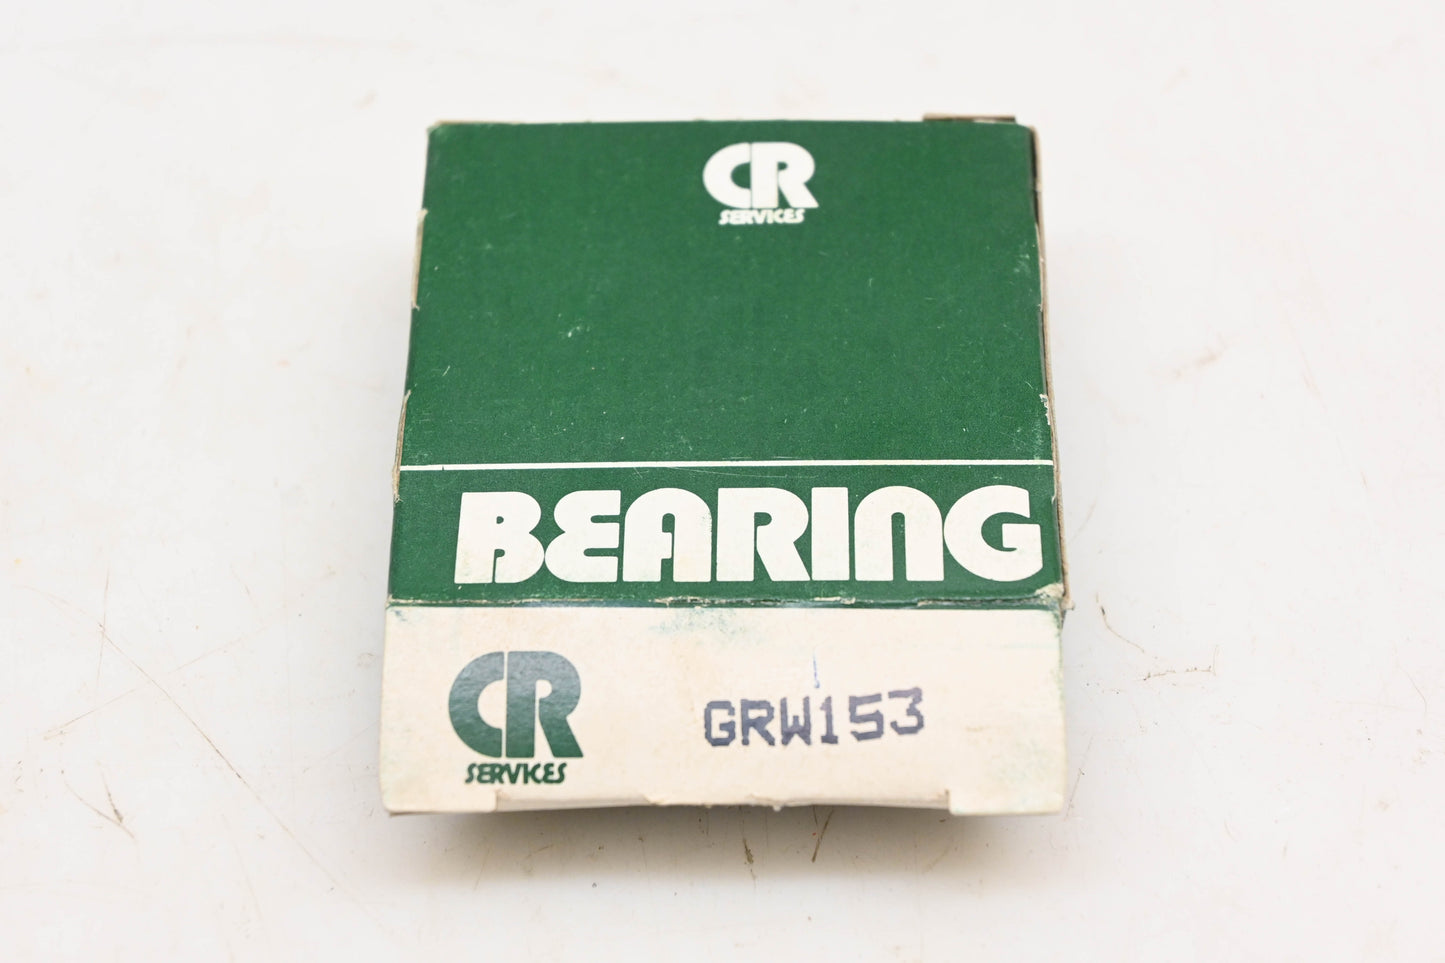 CR
SERVICES
BEARING
CR
SERVICES
GRW153